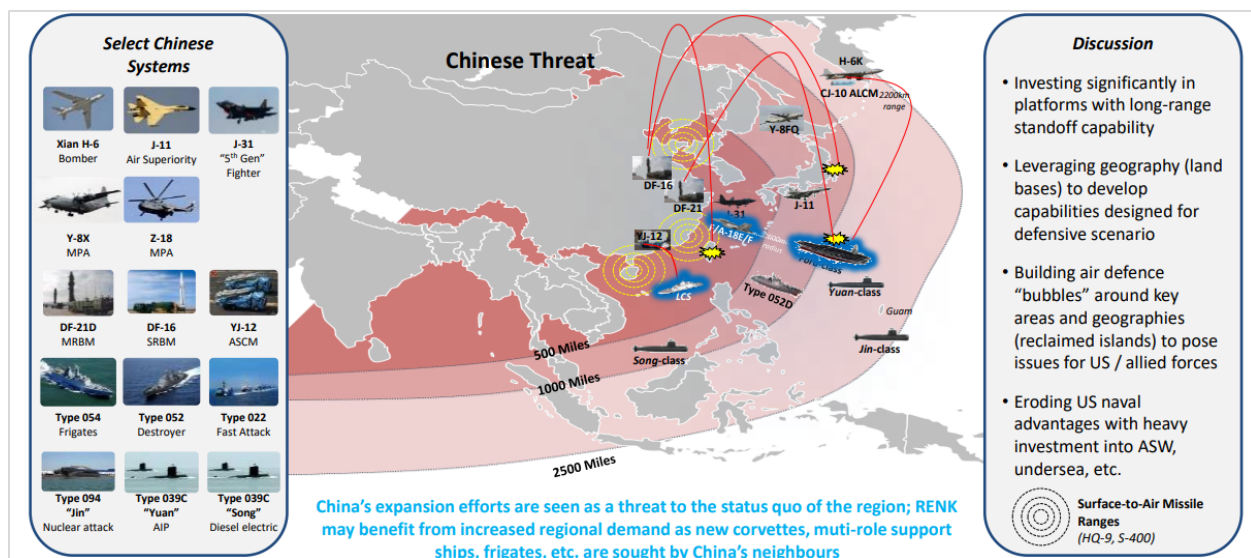 Select Chinese
Systems
Xian H-6
Bomber
J-11
Air Superiority
J-31
"5th Gen"
Fighter
Y-8X
MPA
Z-18
MPA
DF-21D
MRBM
DF-16
SRBM
YJ-12
ASCM
Type 054
Frigates
Type 052
Destroyer
Type 022
Fast Attack
Type 094
"Jin"
Nuclear attack
Type 039C
"Yuan"
AIP
Type 039C
"Song"
Diesel electric
Chinese Threat
H-6K
CJ-10 ALCM
2200km
range
Y-8FQ
DF-16
DF-21
J-31
J-11
/A-18E/F
radius
YJ-12
LCS
Type 052D
Yuan-class
Guam
Jin-class
Song-class
500 Miles
1000 Miles
2500 Miles
China's expansion efforts are seen as a threat to the status quo of the region; RENK
may benefit from increased regional demand as new corvettes, muti-role support
ships, frigates, etc. are sought by China's neighbours
Discussion
• Investing significantly in
platforms with long-range
standoff capability
• Leveraging geography (land
bases) to develop
capabilities designed for
defensive scenario
• Building air defence
"bubbles" around key
areas and geographies
(reclaimed islands) to pose
issues for US / allied forces
• Eroding US naval
advantages with heavy
investment into ASW,
undersea, etc.
Surface-to-Air Missile
Ranges
(HQ-9, S-400)